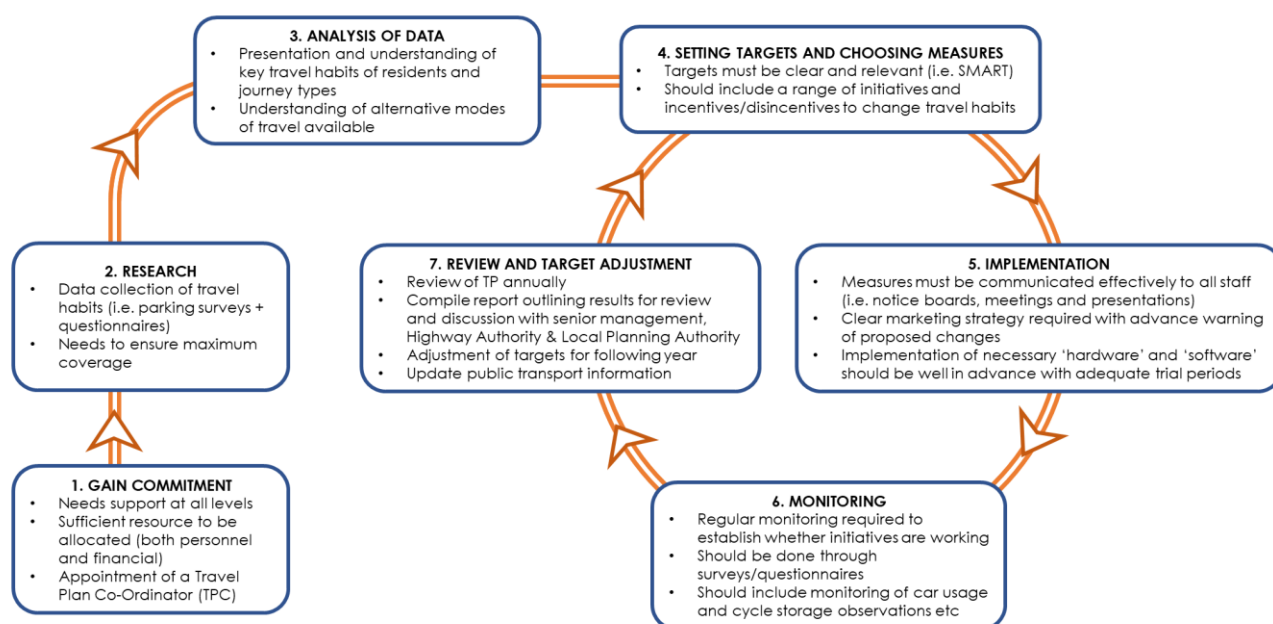 3. ANALYSIS OF DATA
• Presentation and understanding of
key travel habits of residents and
journey types
• Understanding of alternative modes
of travel available
4. SETTING TARGETS AND CHOOSING MEASURES
• Targets must be clear and relevant (i.e. SMART)
• Should include a range of initiatives and
incentives/disincentives to change travel habits
2. RESEARCH
• Data collection of travel
habits (i.e. parking surveys +
questionnaires)
• Needs to ensure maximum
coverage
7. REVIEW AND TARGET ADJUSTMENT
• Review of TP annually
• Compile report outlining results for review
and discussion with senior management,
Highway Authority & Local Planning Authority
• Adjustment of targets for following year
• Update public transport information
5. IMPLEMENTATION
• Measures must be communicated effectively to all staff
(i.e. notice boards, meetings and presentations)
• Clear marketing strategy required with advance warning
of proposed changes
• Implementation of necessary ‘hardware’ and ‘software’
should be well in advance with adequate trial periods
1. GAIN COMMITMENT
• Needs support at all levels
• Sufficient resource to be
allocated (both personnel
and financial)
• Appointment of a Travel
Plan Co-Ordinator (TPC)
6. MONITORING
• Regular monitoring required to
establish whether initiatives are working
• Should be done through
surveys/questionnaires
• Should include monitoring of car usage
and cycle storage observations etc